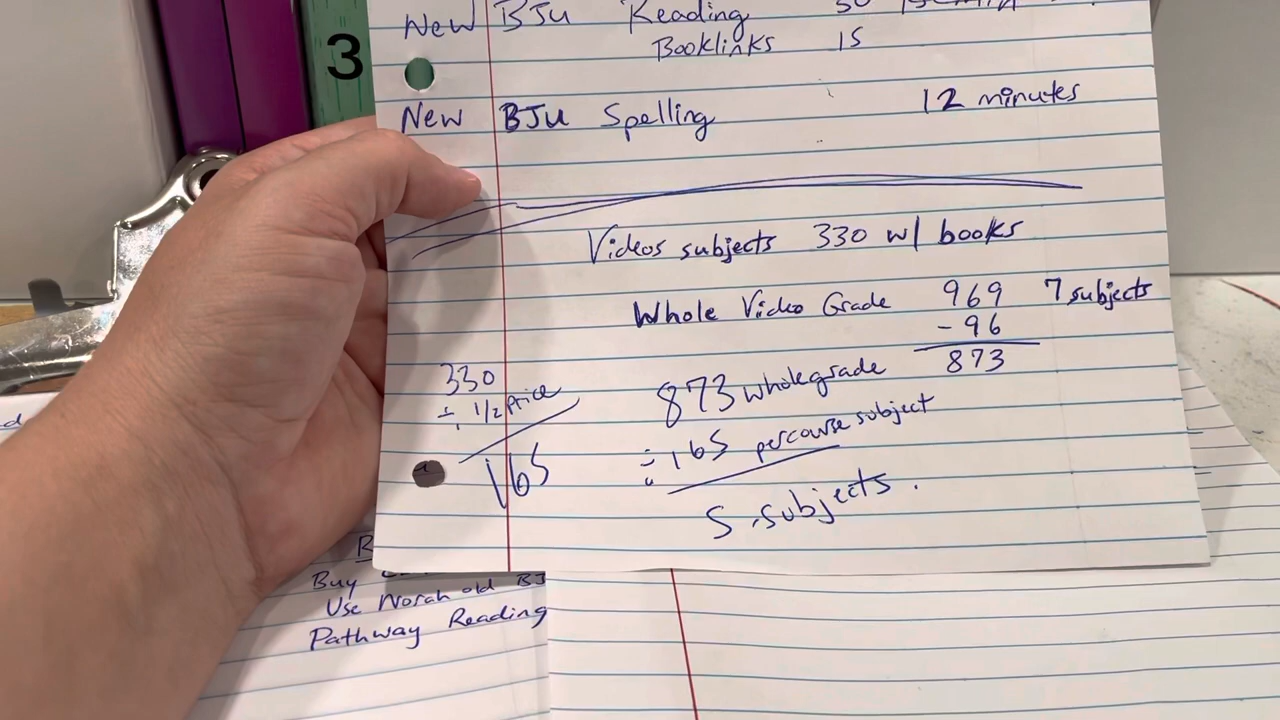 3
New BJU Reading 30
Booklinks 15
New BJU Spelling 12 minutes
Videos subjects 330 w/ books
Whole Video Grade 969 7 subjects
- 96
873
330
÷ 1/2 price
165
873 whole grade
÷ 165 per course subject
5 subjects.
Buy
Use Norah old BJ
Pathway Reading